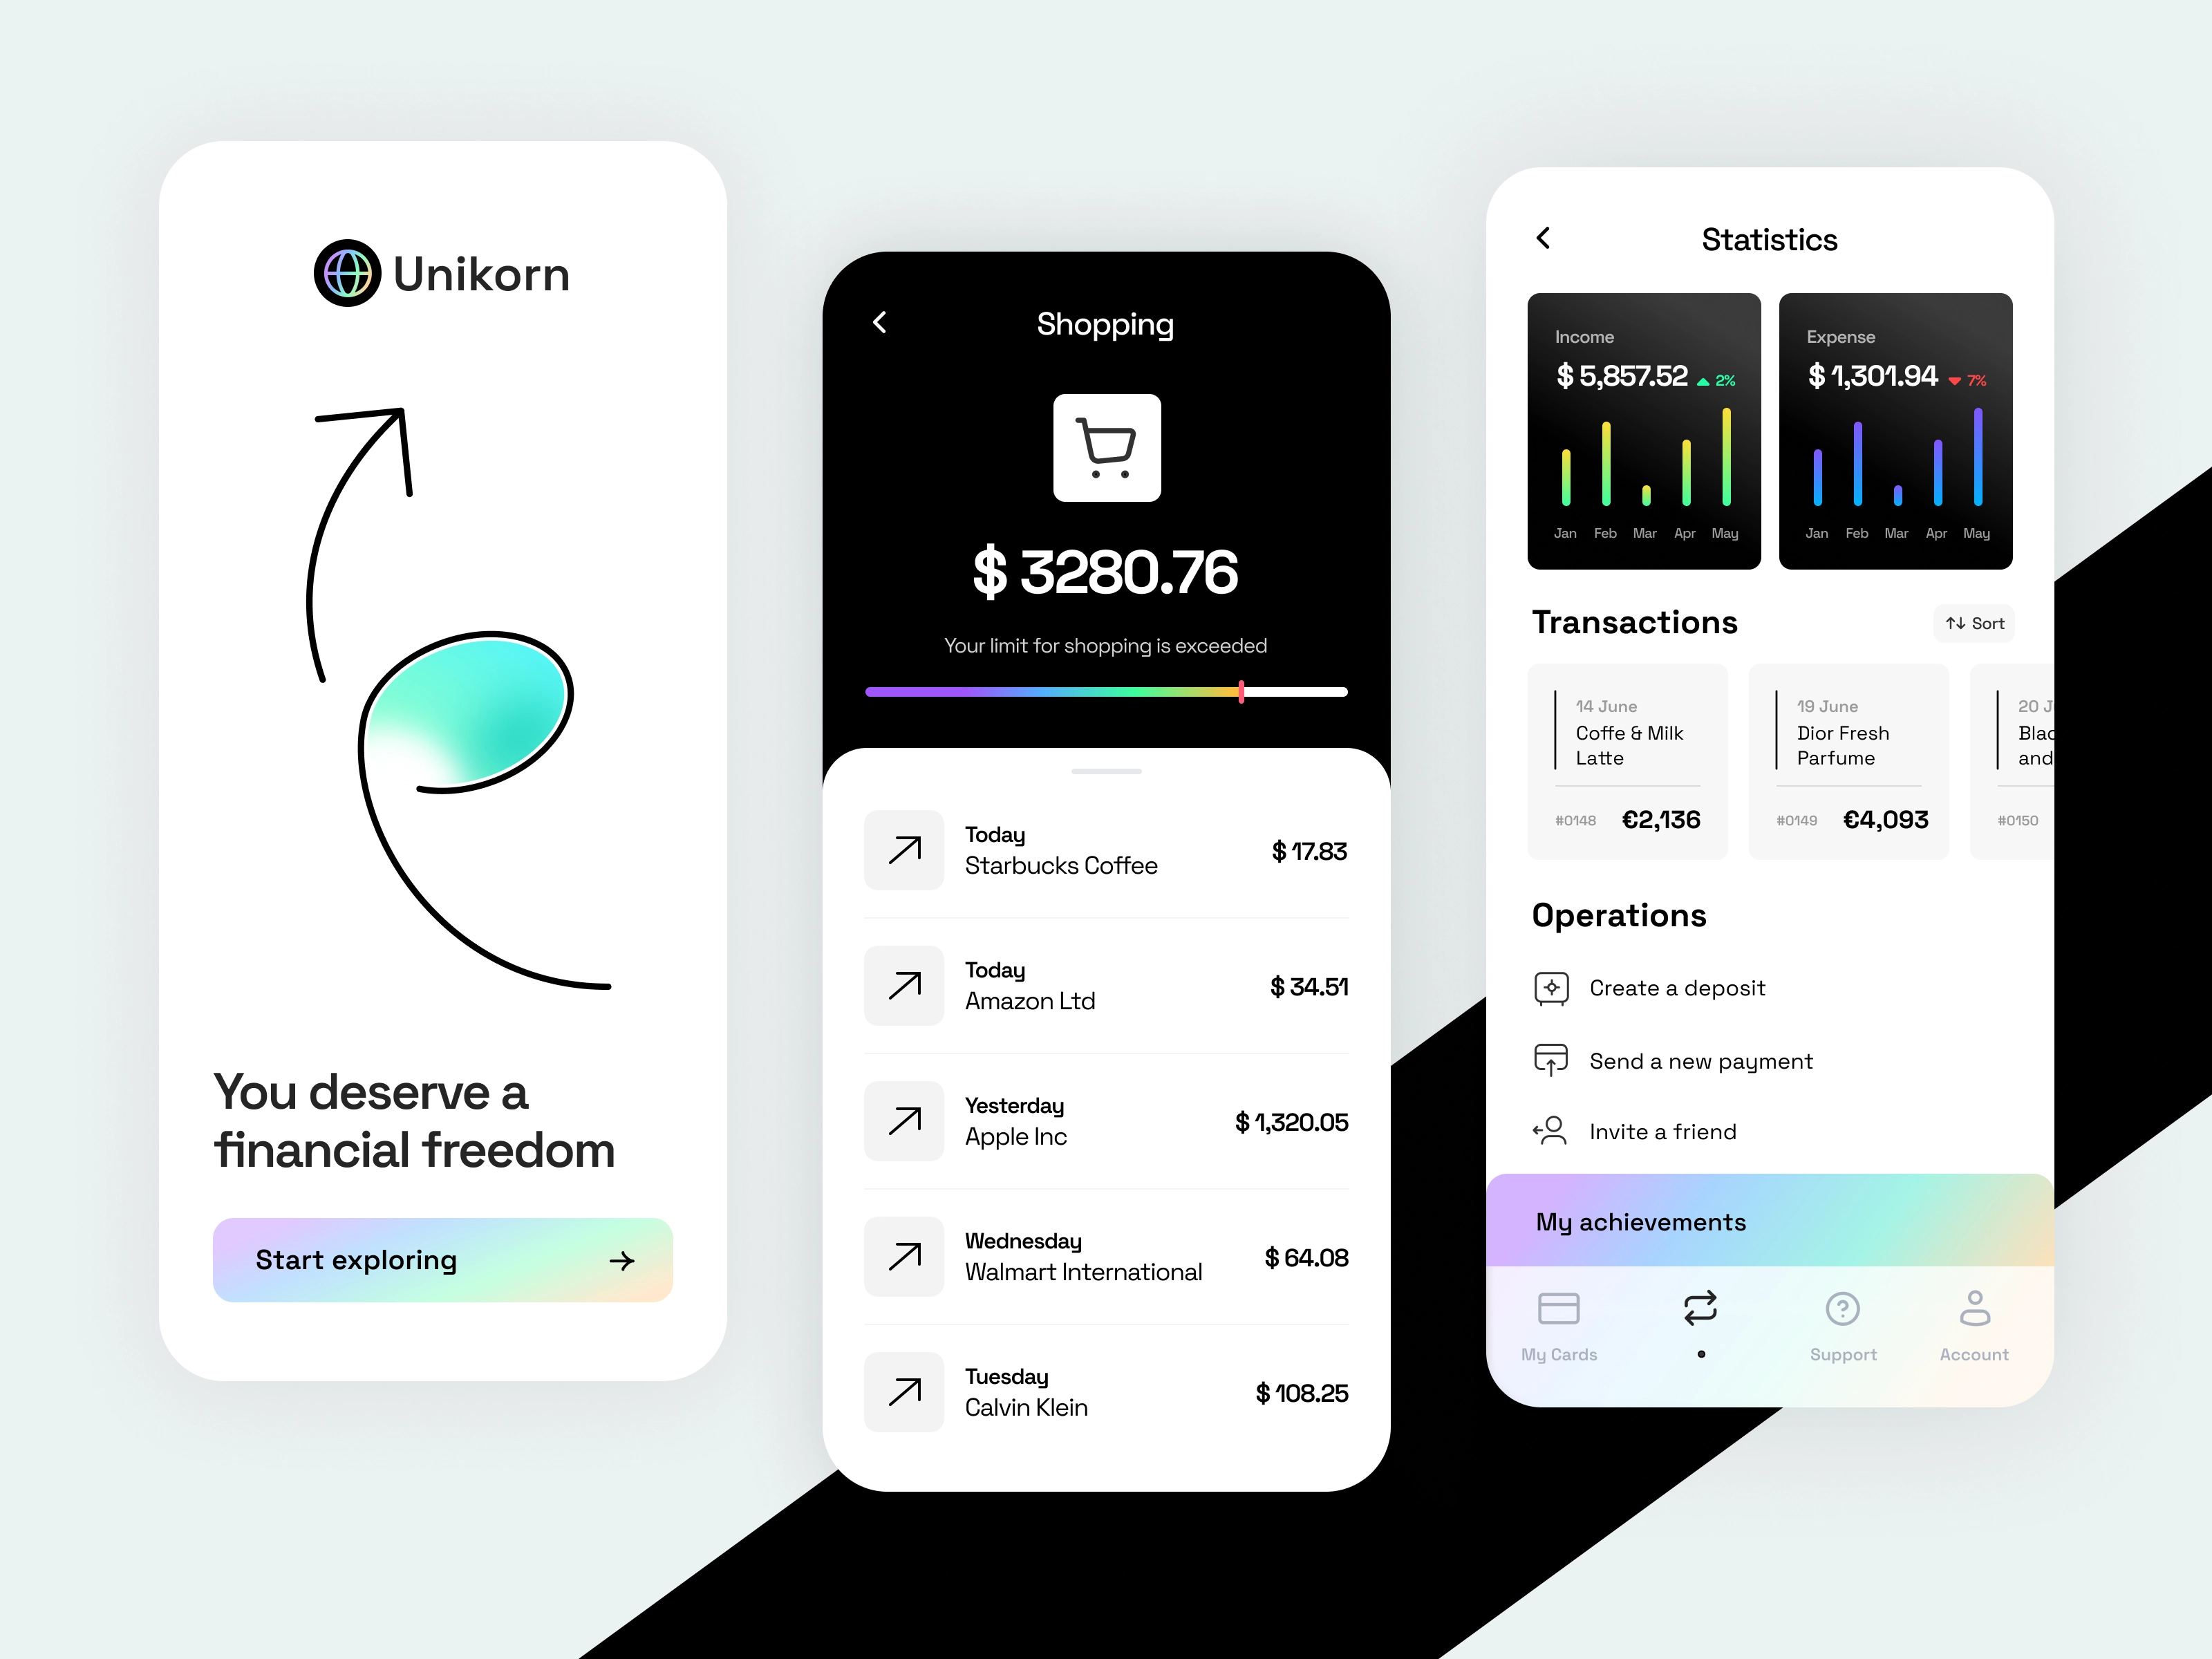 Unikorn
You deserve a
financial freedom
Start exploring
Shopping
$ 3280.76
Your limit for shopping is exceeded
Today
Starbucks Coffee
$ 17.83
Today
Amazon Ltd
$ 34.51
Yesterday
Apple Inc
$ 1,320.05
Wednesday
Walmart International
$ 64.08
Tuesday
Calvin Klein
$ 108.25
Statistics
Income
$ 5,857.52 2%
Jan Feb Mar Apr May
Expense
$ 1,301.94 7%
Jan Feb Mar Apr May
Transactions
Sort
14 June
Coffe & Milk
Latte
#0148 €2,136
19 June
Dior Fresh
Parfume
#0149 €4,093
20 J
Blac
and
#0150
Operations
Create a deposit
Send a new payment
Invite a friend
My achievements
My Cards
Support
Account